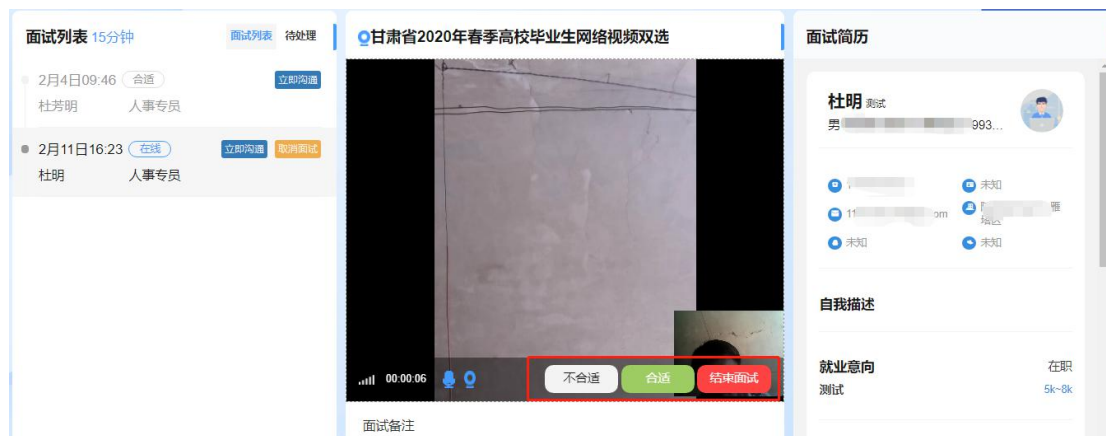 面试列表 15分钟 面试列表 待处理
2月4日09:46 合适 立即沟通
杜芳明 人事专员
2月11日16:23 在线 立即沟通 取消面试
杜明 人事专员
甘肃省2020年春季高校毕业生网络视频双选
00:00:06 不合适 合适 结束面试
面试备注
面试简历
杜明 测试
男 993...
未知
11 om 雁
未知 未知
自我描述
就业意向 在职
测试 5k~8k